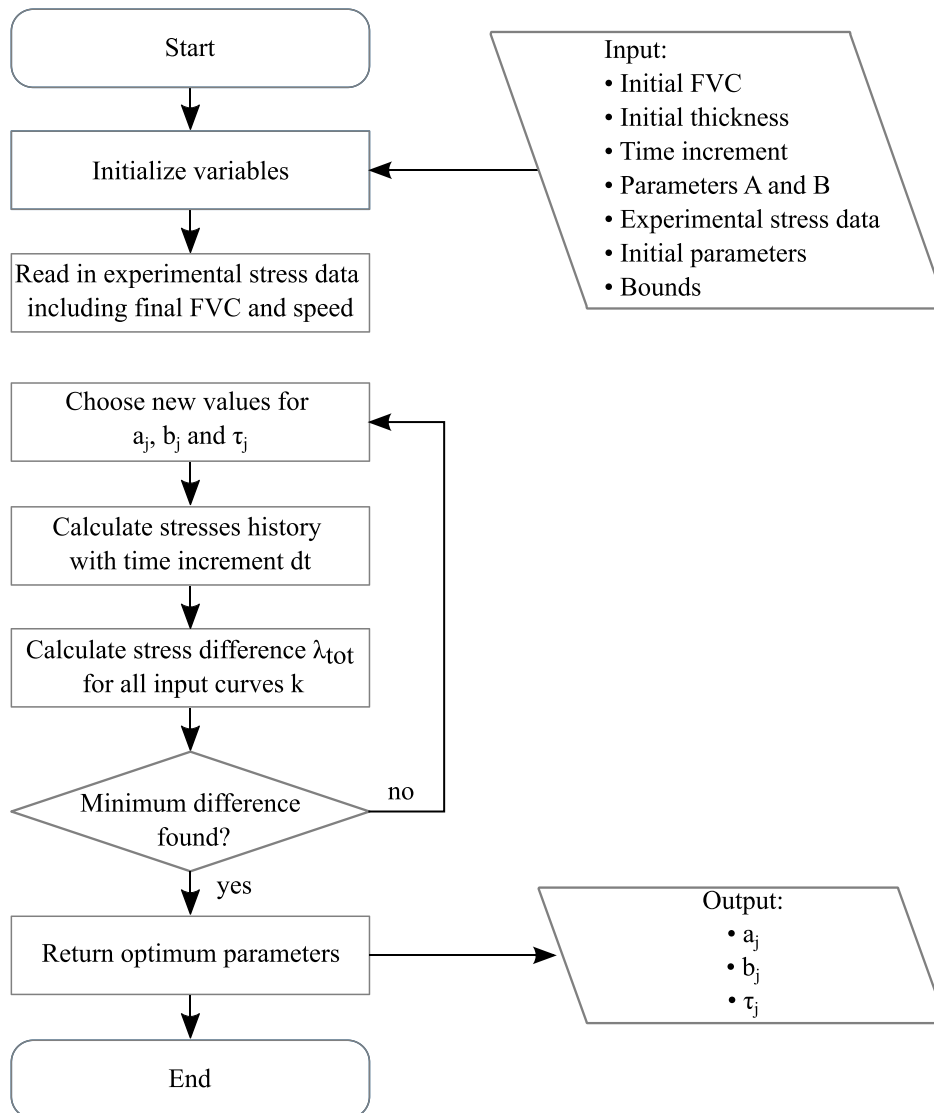 Start
Input:
• Initial FVC
• Initial thickness
• Time increment
• Parameters A and B
• Experimental stress data
• Initial parameters
• Bounds
Initialize variables
Read in experimental stress data
including final FVC and speed
Choose new values for
aj, bj and τj
Calculate stresses history
with time increment dt
Calculate stress difference λtot
for all input curves k
Minimum difference
found?
no
yes
Return optimum parameters
Output:
• aj
• bj
• τj
End